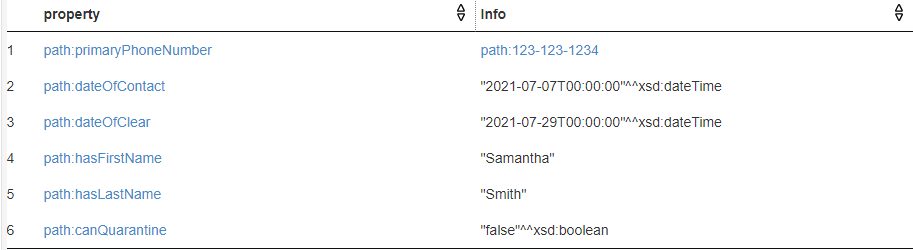 property Info
1 path:primaryPhoneNumber path:123-123-1234
2 path:dateOfContact "2021-07-07T00:00:00"^^xsd:dateTime
3 path:dateOfClear "2021-07-29T00:00:00"^^xsd:dateTime
4 path:hasFirstName "Samantha"
5 path:hasLastName "Smith"
6 path:canQuarantine "false"^^xsd:boolean